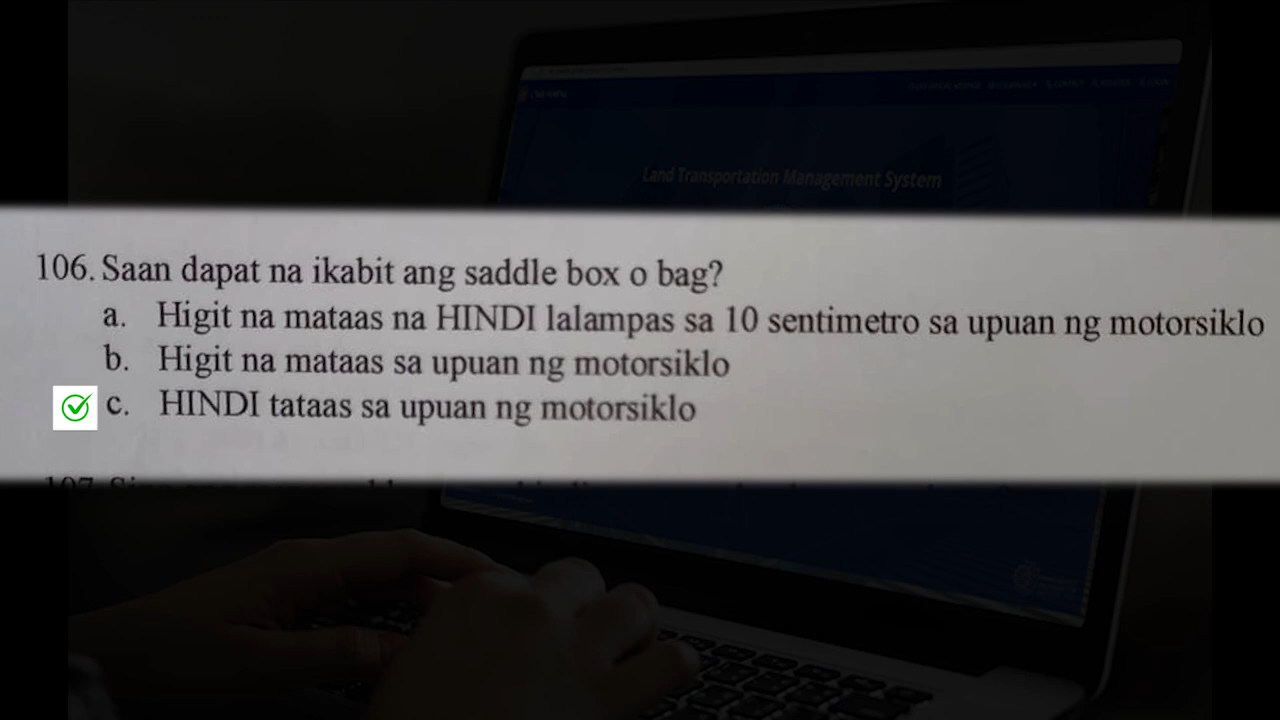 Land Transportation Management System
106. Saan dapat na ikabit ang saddle box o bag?
a. Higit na mataas na HINDI lalampas sa 10 sentimetro sa upuan ng motorsiklo
b. Higit na mataas sa upuan ng motorsiklo
c. HINDI tataas sa upuan ng motorsiklo
107.